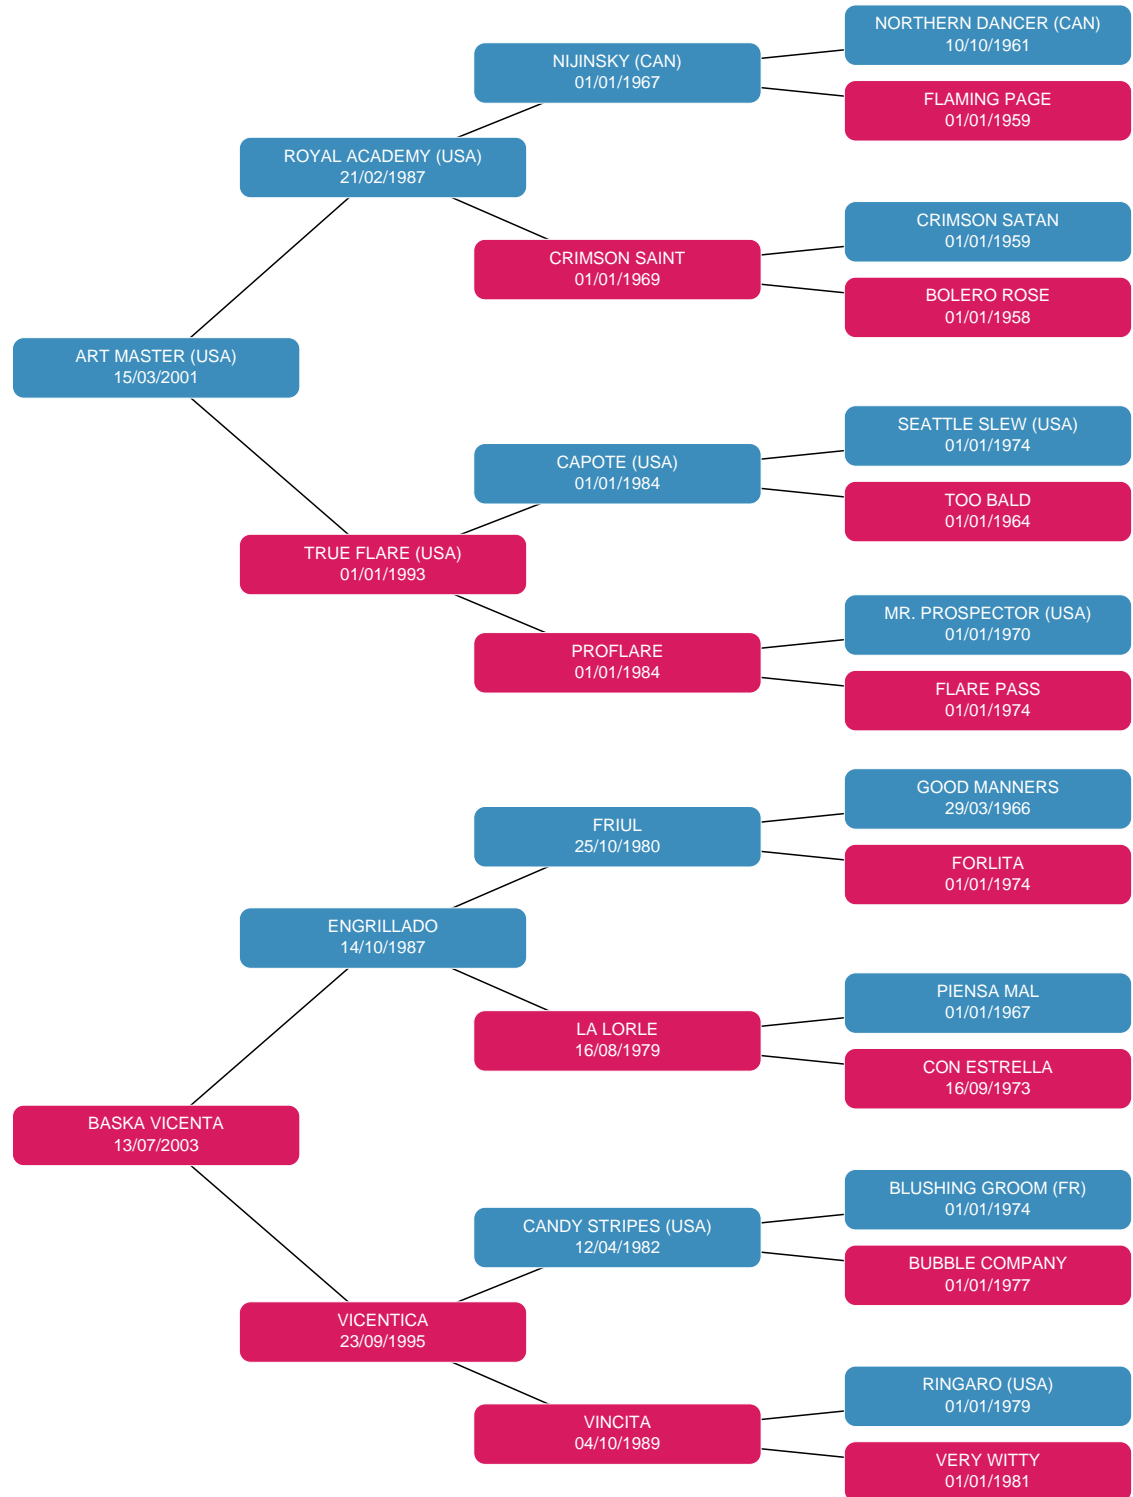 NORTHERN DANCER (CAN)
10/10/1961
NIJINSKY (CAN)
01/01/1967
FLAMING PAGE
01/01/1959
ROYAL ACADEMY (USA)
21/02/1987
CRIMSON SATAN
01/01/1959
CRIMSON SAINT
01/01/1969
BOLERO ROSE
01/01/1958
ART MASTER (USA)
15/03/2001
SEATTLE SLEW (USA)
01/01/1974
CAPOTE (USA)
01/01/1984
TOO BALD
01/01/1964
TRUE FLARE (USA)
01/01/1993
MR. PROSPECTOR (USA)
01/01/1970
PROFLARE
01/01/1984
FLARE PASS
01/01/1974
GOOD MANNERS
29/03/1966
FRIUL
25/10/1980
FORLITA
01/01/1974
ENGRILLADO
14/10/1987
PIENSA MAL
01/01/1967
LA LORLE
16/08/1979
CON ESTRELLA
16/09/1973
BASKA VICENTA
13/07/2003
BLUSHING GROOM (FR)
01/01/1974
CANDY STRIPES (USA)
12/04/1982
BUBBLE COMPANY
01/01/1977
VICENTICA
23/09/1995
RINGARO (USA)
01/01/1979
VINCITA
04/10/1989
VERY WITTY
01/01/1981